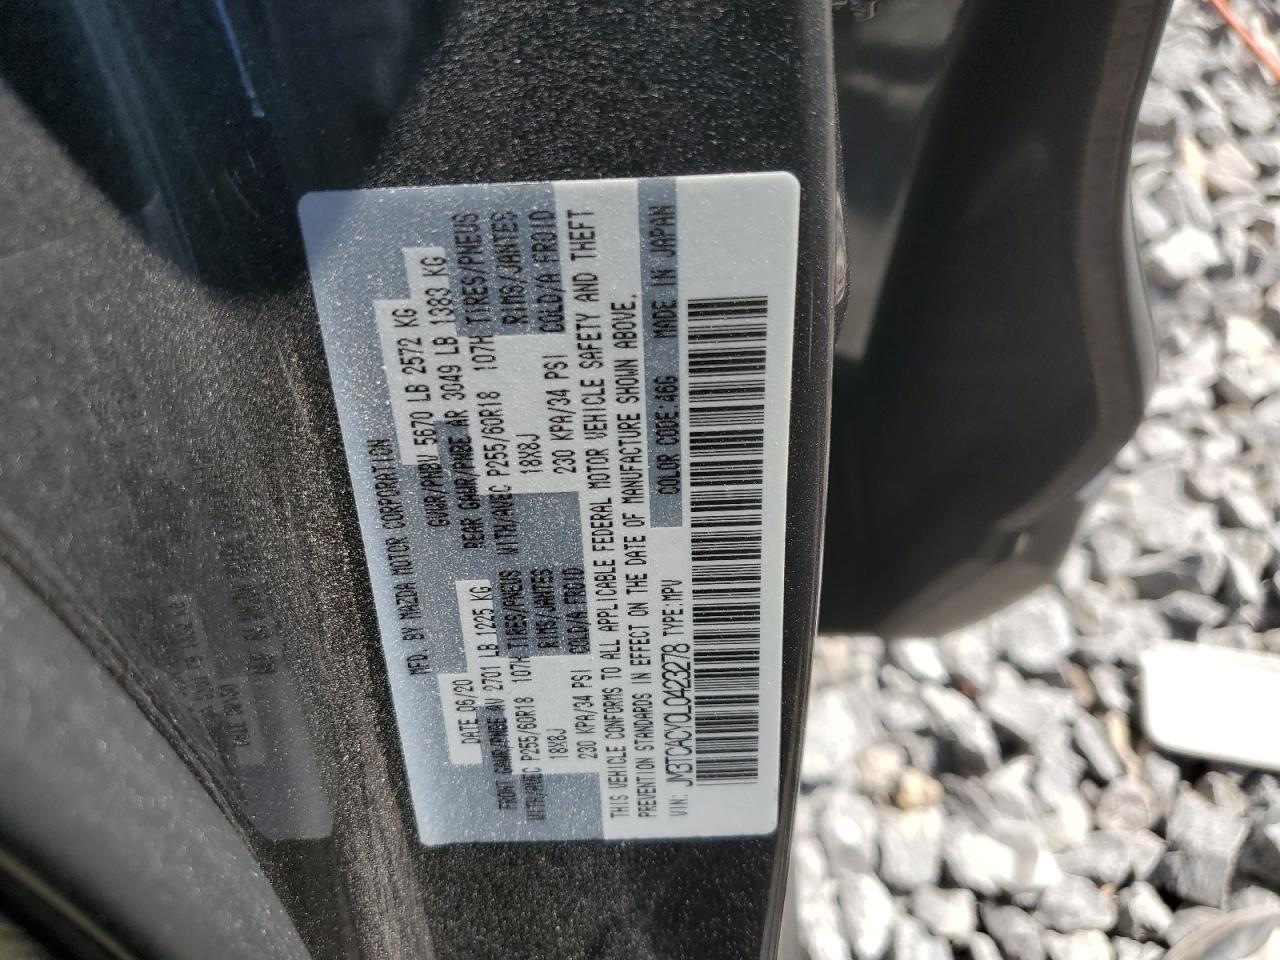 MFD. BY MAZDA MOTOR CORPORATION
DATE 06/20 GVWR/PNBV 5670 LB 2572 KG
FRONT GAWR/PNBE AV 2701 LB 1225 KG REAR GAWR/PNBE AR 3049 LB 1383 KG
WITH/AVEC P255/60R18 107H TIRES/PNEUS WITH/AVEC P255/60R18 107H TIRES/PNEUS
18X8J RIMS/JANTES 18X8J RIMS/JANTES
230 KPA/34 PSI COLD/A FROID 230 KPA/34 PSI COLD/A FROID
THIS VEHICLE CONFORMS TO ALL APPLICABLE FEDERAL MOTOR VEHICLE SAFETY AND THEFT
PREVENTION STANDARDS IN EFFECT ON THE DATE OF MANUFACTURE SHOWN ABOVE.
VIN: JM3TCACY0L0423278 TYPE:MPV COLOR CODE:46G MADE IN JAPAN